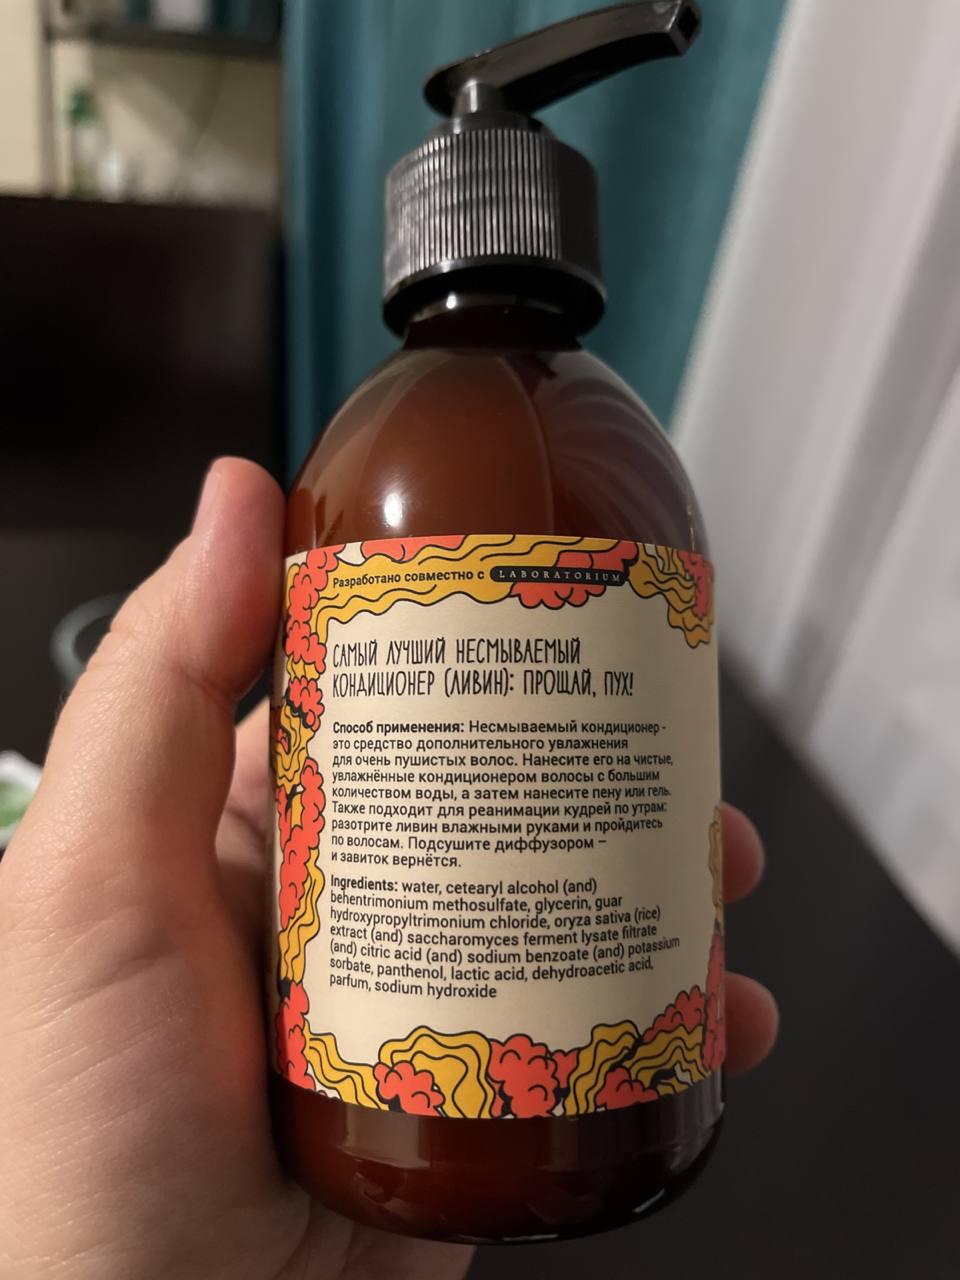 Разработано совместно с LABORATORIUM
САМЫЙ ЛУЧШИЙ НЕСМЫВАЕМЫЙ
КОНДИЦИОНЕР (ЛИВИН): ПРОЩАЙ, ПУХ!
Способ применения: Несмываемый кондиционер -
это средство дополнительного увлажнения
для очень пушистых волос. Нанесите его на чистые,
увлажнённые кондиционером волосы с большим
количеством воды, а затем нанесите пену или гель.
Также подходит для реанимации кудрей по утрам:
разотрите ливин влажными руками и пройдитесь
по волосам. Подсушите диффузором –
и завиток вернётся.
Ingredients: water, cetearyl alcohol (and)
behentrimonium methosulfate, glycerin, guar
hydroxypropyltrimonium chloride, oryza sativa (rice)
extract (and) saccharomyces ferment lysate filtrate
(and) citric acid (and) sodium benzoate (and) potassium
sorbate, panthenol, lactic acid, dehydroacetic acid,
parfum, sodium hydroxide